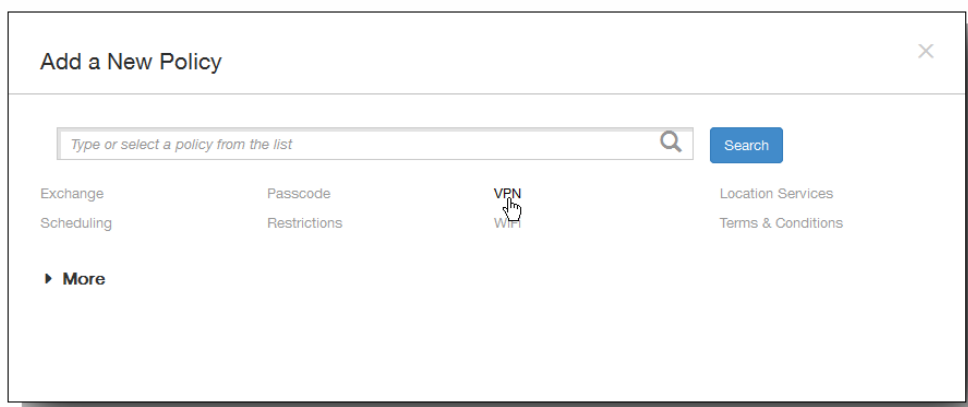 Add a New Policy
Type or select a policy from the list
Search
Exchange Passcode VPN Location Services
Scheduling Restrictions WiFi Terms & Conditions
More